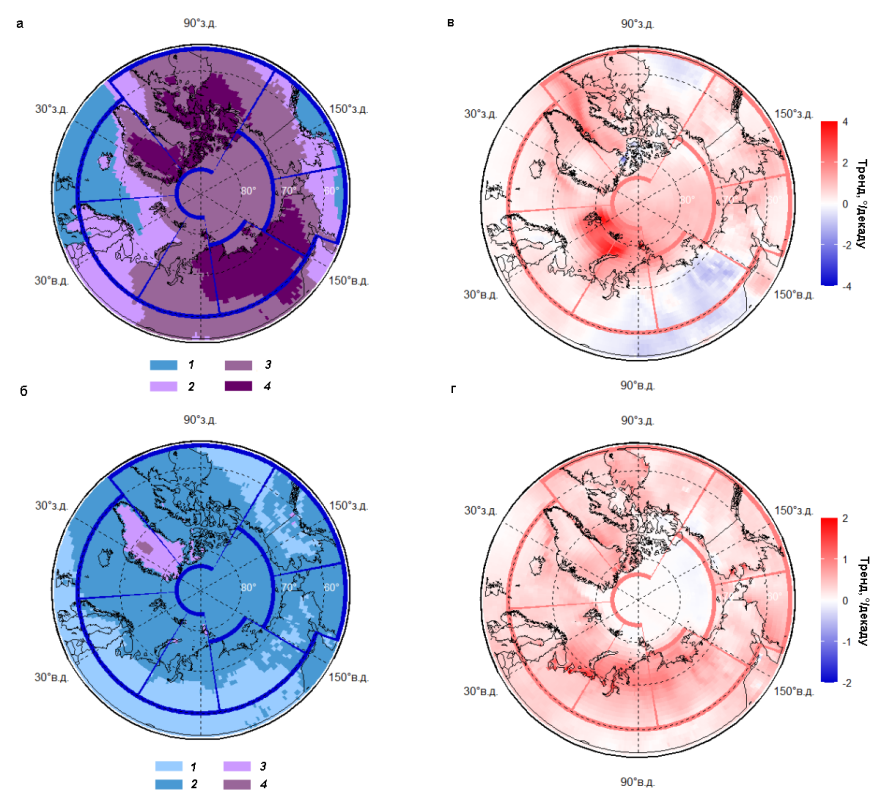 а
90°з.д.
30°з.д.
150°з.д.
80°
70°
60°
30°в.д.
150°в.д.
1
3
2
4
в
90°з.д.
30°з.д.
150°з.д.
30°в.д.
150°в.д.
90°в.д.
4
2
0
-2
-4
Тренд, °/декаду
б
90°з.д.
30°з.д.
150°з.д.
80°
70°
60°
30°в.д.
150°в.д.
1
3
2
4
г
90°з.д.
30°з.д.
150°з.д.
30°в.д.
150°в.д.
90°в.д.
2
1
0
-1
-2
Тренд, °/декаду